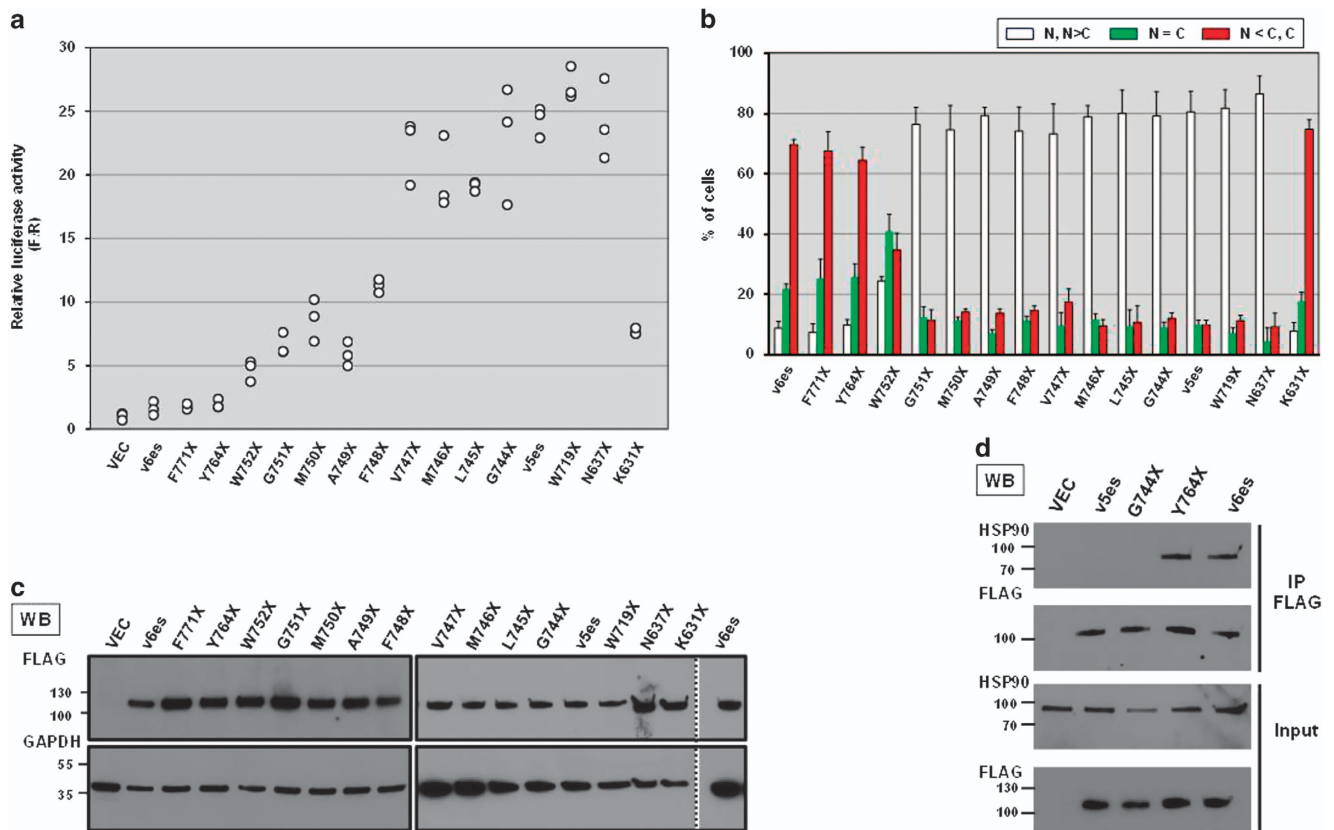 a
30
25
20
15
10
5
0
Relative luciferase activity
(F/R)
VEC v6es F771X Y764X W752X G751X M750X A749X F748X V747X M746X L745X G744X v5es W719X N637X K631X
b
N, N>C N = C N < C, C
100
80
60
40
20
0
% of cells
v6es F771X Y764X W752X G751X M750X A749X F748X V747X M746X L745X G744X v5es W719X N637X K631X
c
WB
VEC v6es F771X Y764X W752X G751X M750X A749X F748X V747X M746X L745X G744X v5es W719X N637X K631X v6es
FLAG
130
100
GAPDH
55
35
d
WB
VEC v5es G744X Y764X v6es
HSP90
100
70
FLAG
100
IP
FLAG
HSP90
100
70
FLAG
130
100
Input